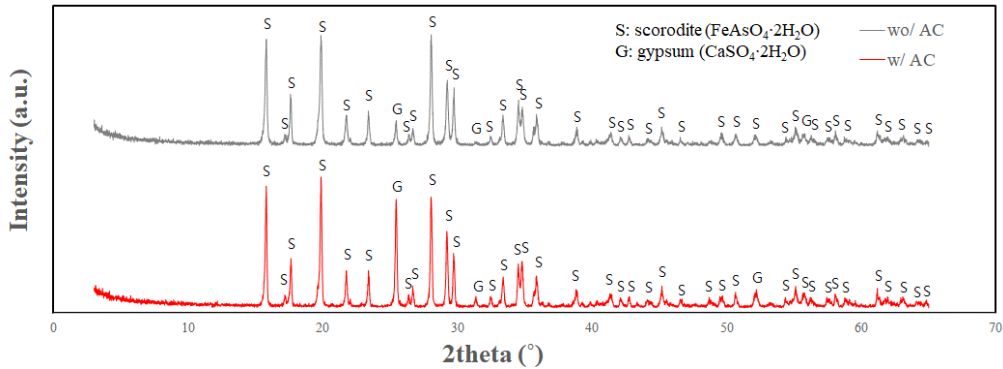 S: scorodite (FeAsO₄·2H₂O)
G: gypsum (CaSO₄·2H₂O)
wo/ AC
w/ AC
S S S S S S G S S S S S G S S S S S S S S S S S S S S S S S G S S S S S S S S S
S S S S S S G S S S S S G S S S S S S S S S S S S S S S G S S S S S S S S S S S S
Intensity (a.u.)
0 10 20 30 40 50 60 70
2theta (°)